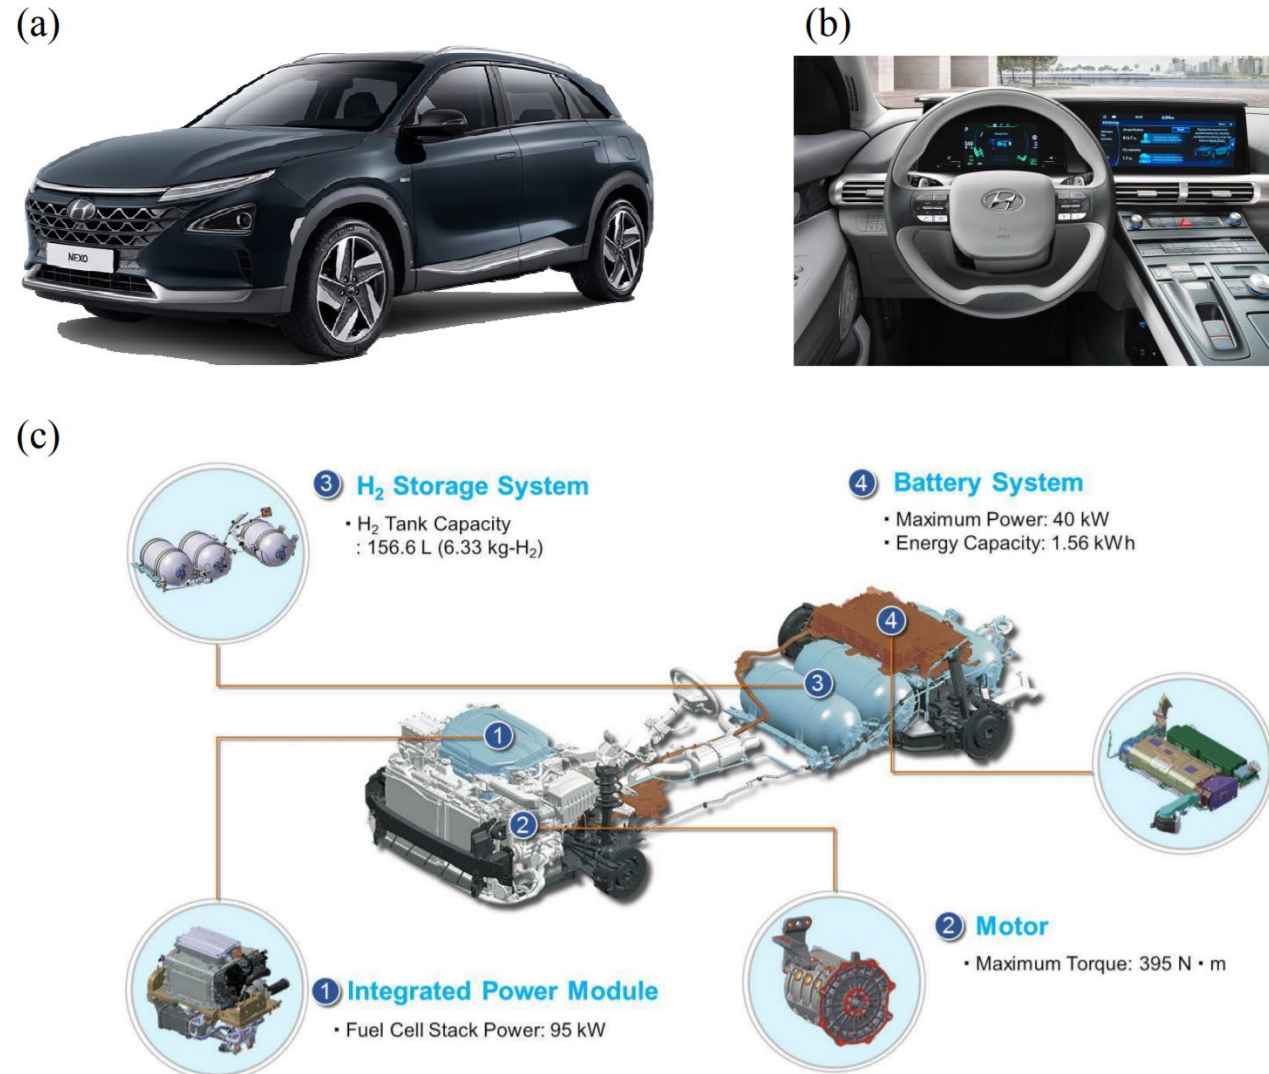 (a)
(b)
NEXO
(c)
3 H₂ Storage System
· H₂ Tank Capacity
: 156.6 L (6.33 kg-H₂)
4 Battery System
· Maximum Power: 40 kW
· Energy Capacity: 1.56 kWh
4
3
1
2
2 Motor
· Maximum Torque: 395 N · m
1 Integrated Power Module
· Fuel Cell Stack Power: 95 kW